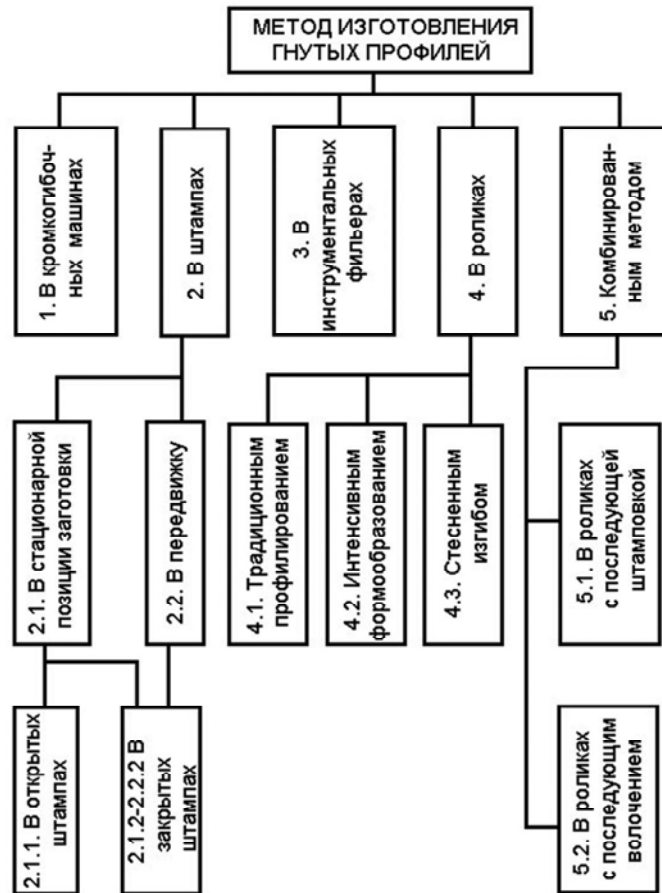 МЕТОД ИЗГОТОВЛЕНИЯ
ГНУТЫХ ПРОФИЛЕЙ
1. В кромкогибоч-
ных машинах
2. В штампах
3. В
инструментальных
фильерах
4. В роликах
5. Комбинирован-
ным методом
2.1. В стационарной
позиции заготовки
2.2. В передвижку
4.1. Традиционным
профилированием
4.2. Интенсивным
формообразованием
4.3. Стесненным
изгибом
5.1. В роликах
с последующей
штамповкой
2.1.1. В открытых
штампах
2.1.2-2.2.2 В
закрытых
штампах
5.2. В роликах
с последующим
волочением